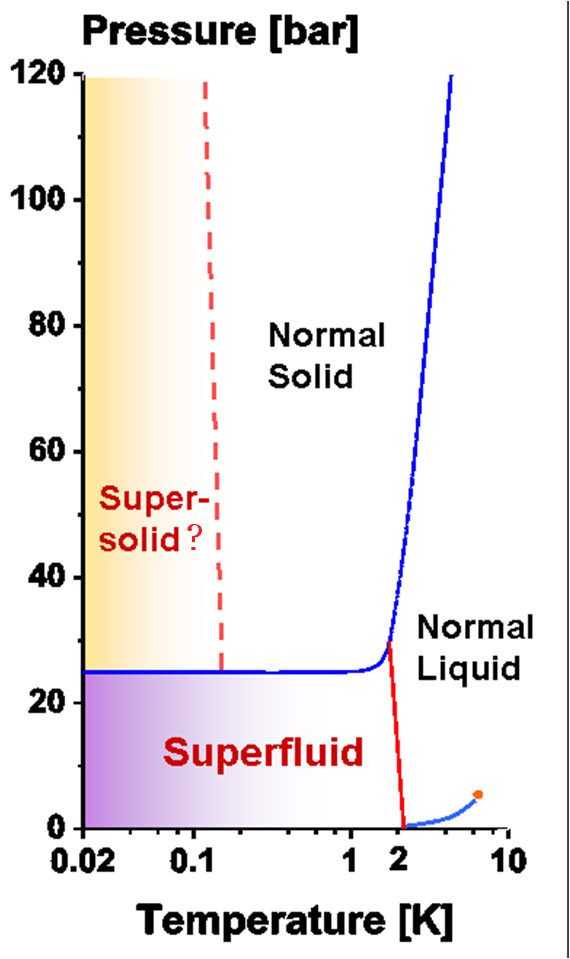 Pressure [bar]
120
100
80
60
40
20
0
Normal
Solid
Super-
solid?
Normal
Liquid
Superfluid
0.02 0.1 1 2 10
Temperature [K]